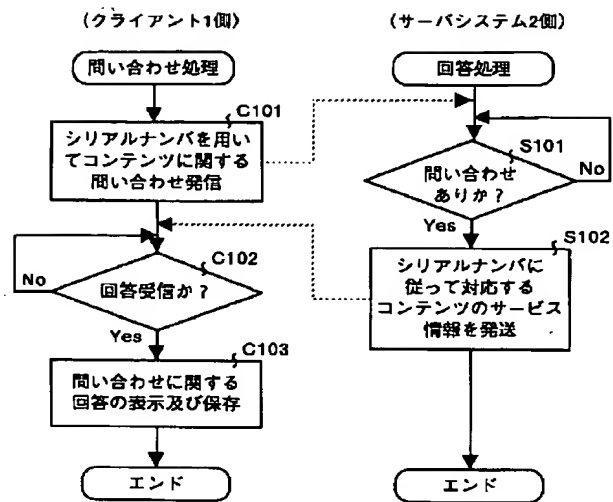 (クライアント1側)
問い合わせ処理
C101
シリアルナンバを用い
てコンテンツに関する
問い合わせ発信
C102
回答受信か?
No
Yes
C103
問い合わせに関する
回答の表示及び保存
エンド
(サーバシステム2側)
回答処理
S101
問い合わせ
ありか?
No
Yes
S102
シリアルナンバに
従って対応する
コンテンツのサービス
情報を発送
エンド